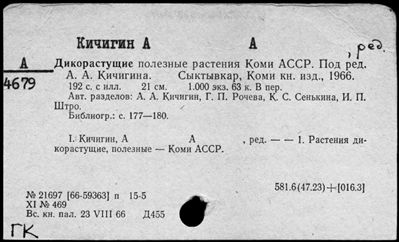 Кичигин А А , ред.
А
4679
Дикорастущие полезные растения Коми АССР. Под ред.
А. А. Кичигина. Сыктывкар, Коми кн. изд., 1966.
192 с. с илл. 21 см. 1.000 экз. 63 к. В пер.
Авт. разделов: А. А. Кичигин, Г. П. Рочева, К. С. Сенькина, И. П.
Штро.
Библиогр.: с. 177—180.
I. Кичигин, А А , ред. — — 1. Растения ди-
корастущие, полезные — Коми АССР.
581.6(47.23)+[016.3]
№ 21697 [66-59363] п 15-5
XI № 469
Вс. кн. пал. 23 VIII 66 Д455
ГК